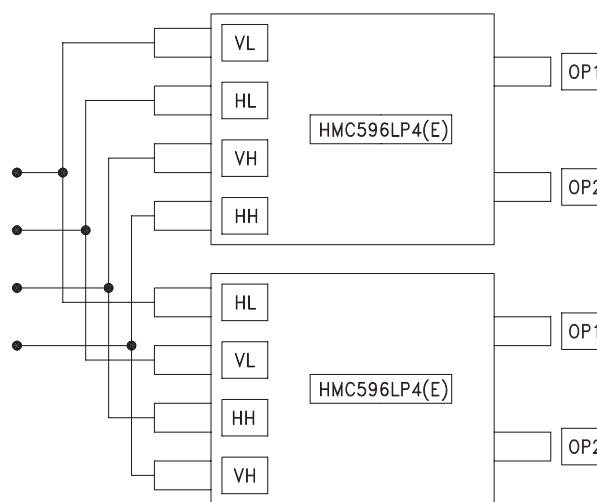 VL
OP1
HL
HMC596LP4(E)
VH
OP2
HH
HL
OP1
VL
HMC596LP4(E)
HH
OP2
VH